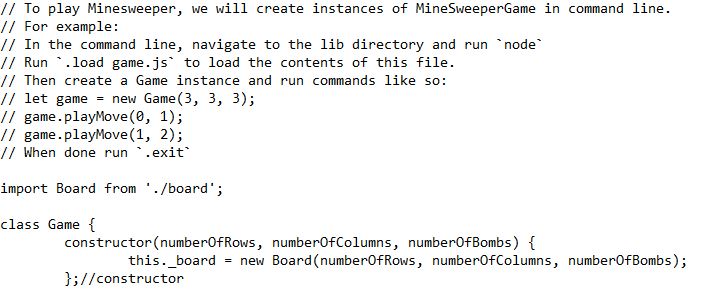 // To play Minesweeper, we will create instances of MineSweeperGame in command line.
// For example:
// In the command line, navigate to the lib directory and run `node`
// Run `.load game.js` to load the contents of this file.
// Then create a Game instance and run commands like so:
// let game = new Game(3, 3, 3);
// game.playMove(0, 1);
// game.playMove(1, 2);
// When done run `.exit`

import Board from './board';

class Game {
        constructor(numberOfRows, numberOfColumns, numberOfBombs) {
                this._board = new Board(numberOfRows, numberOfColumns, numberOfBombs);
        };//constructor